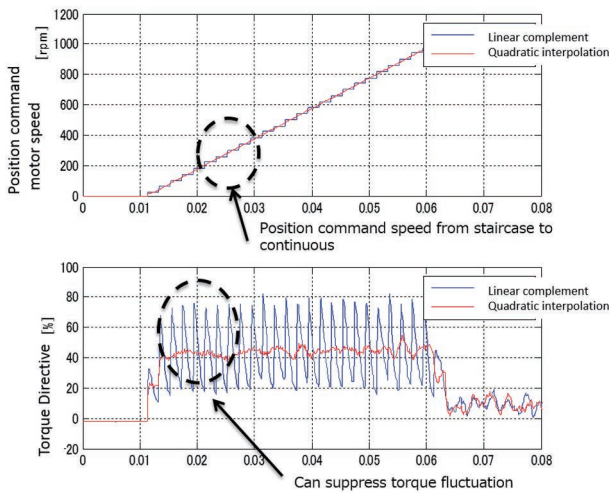 1200
1000
800
600
400
200
0
[rpm]
Position command
motor speed
Linear complement
Quadratic interpolation
0 0.01 0.02 0.03 0.04 0.05 0.06 0.07 0.08
Position command speed from staircase to
continuous
100
80
60
40
20
0
-20
[%]
Torque Directive
Linear complement
Quadratic interpolation
0 0.01 0.02 0.03 0.04 0.05 0.06 0.07 0.08
Can suppress torque fluctuation